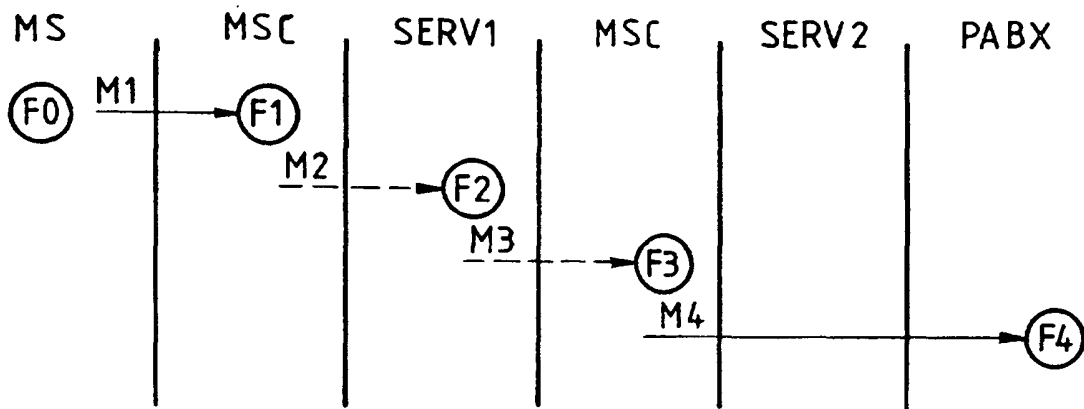 MS MSC SERV1 MSC SERV2 PABX
F0 M1 F1
M2 F2
M3 F3
M4 F4